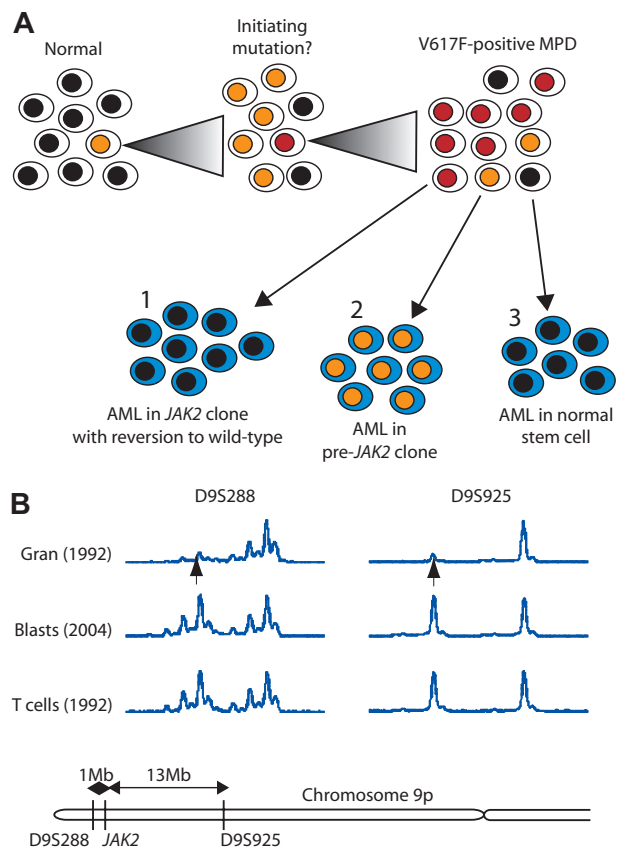 A
Normal
Initiating
mutation?
V617F-positive MPD
1
2
3
AML in JAK2 clone
with reversion to wild-type
AML in
pre-JAK2 clone
AML in normal
stem cell
B
D9S288
D9S925
Gran (1992)
Blasts (2004)
T cells (1992)
1Mb
13Mb
Chromosome 9p
D9S288
JAK2
D9S925